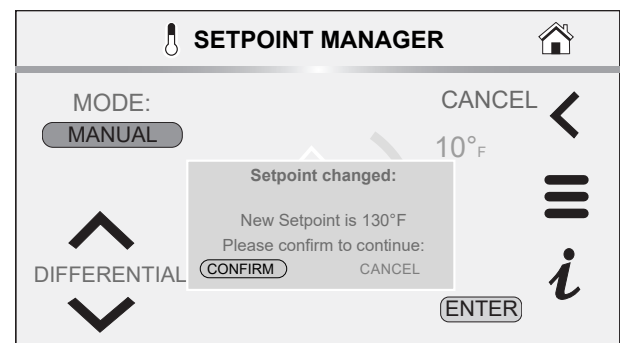 SETPOINT MANAGER
MODE:
MANUAL
CANCEL
10°F
Setpoint changed:
New Setpoint is 130°F
Please confirm to continue:
CONFIRM CANCEL
DIFFERENTIAL
ENTER
i